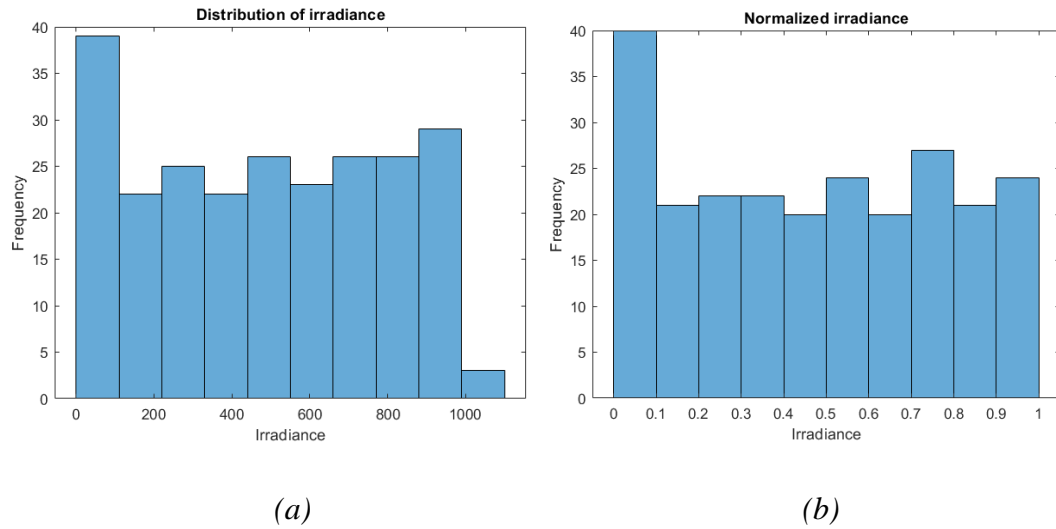 Distribution of irradiance
40
35
30
25
20
15
10
5
0
Frequency
0 200 400 600 800 1000
Irradiance
(a)
Normalized irradiance
40
35
30
25
20
15
10
5
0
Frequency
0 0.1 0.2 0.3 0.4 0.5 0.6 0.7 0.8 0.9 1
Irradiance
(b)